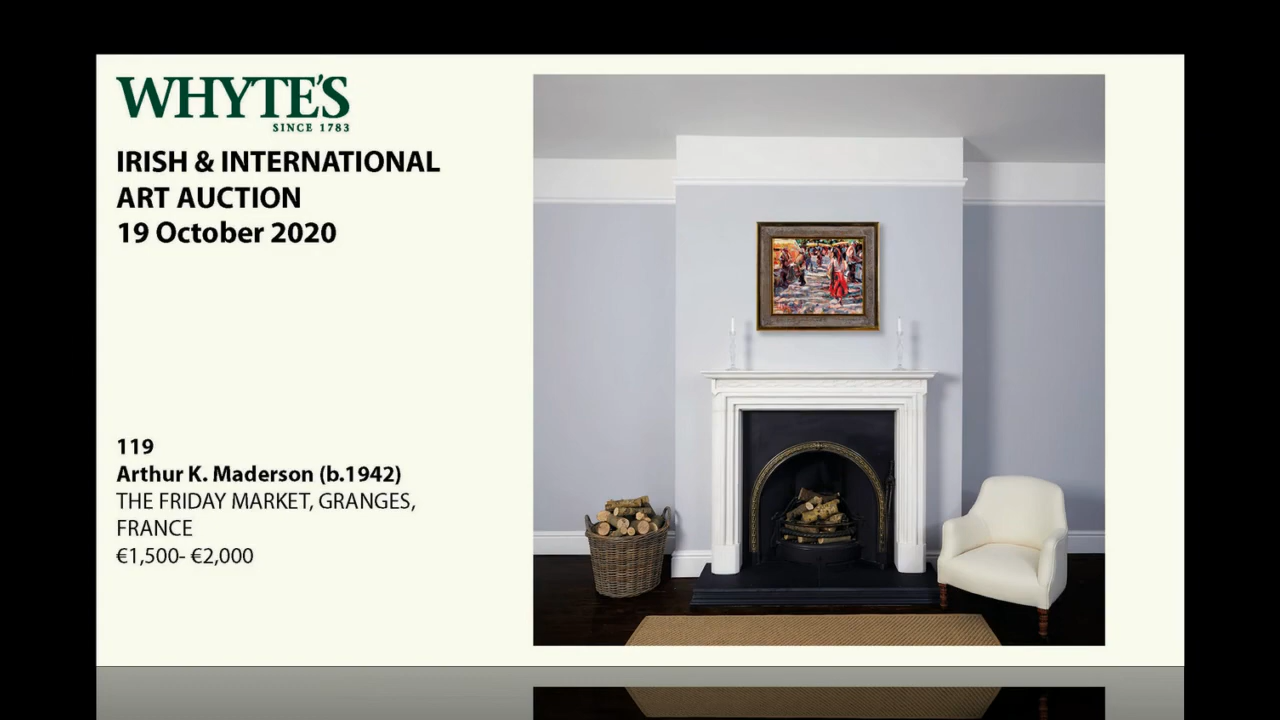 WHYTE'S
SINCE 1783
IRISH & INTERNATIONAL
ART AUCTION
19 October 2020
119
Arthur K. Maderson (b.1942)
THE FRIDAY MARKET, GRANGES,
FRANCE
€1,500- €2,000